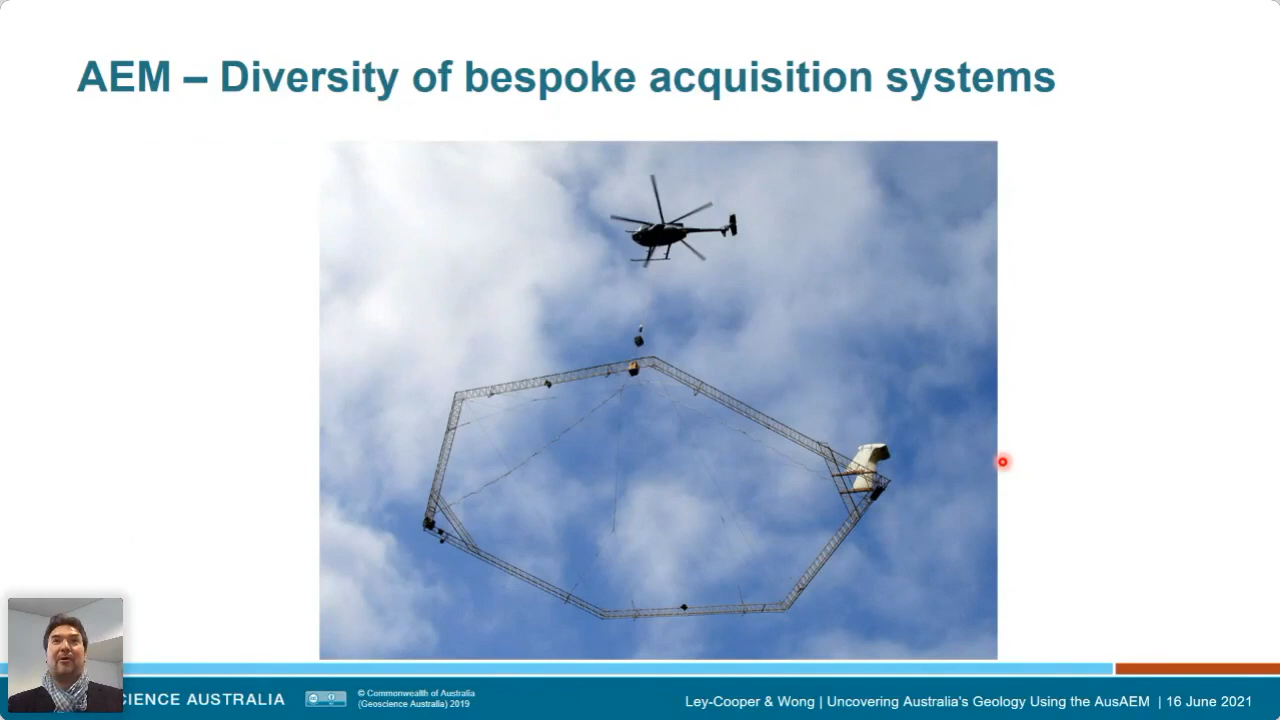 AEM – Diversity of bespoke acquisition systems
CIENCE AUSTRALIA
© Commonwealth of Australia
(Geoscience Australia) 2019
Ley-Cooper & Wong | Uncovering Australia's Geology Using the AusAEM | 16 June 2021